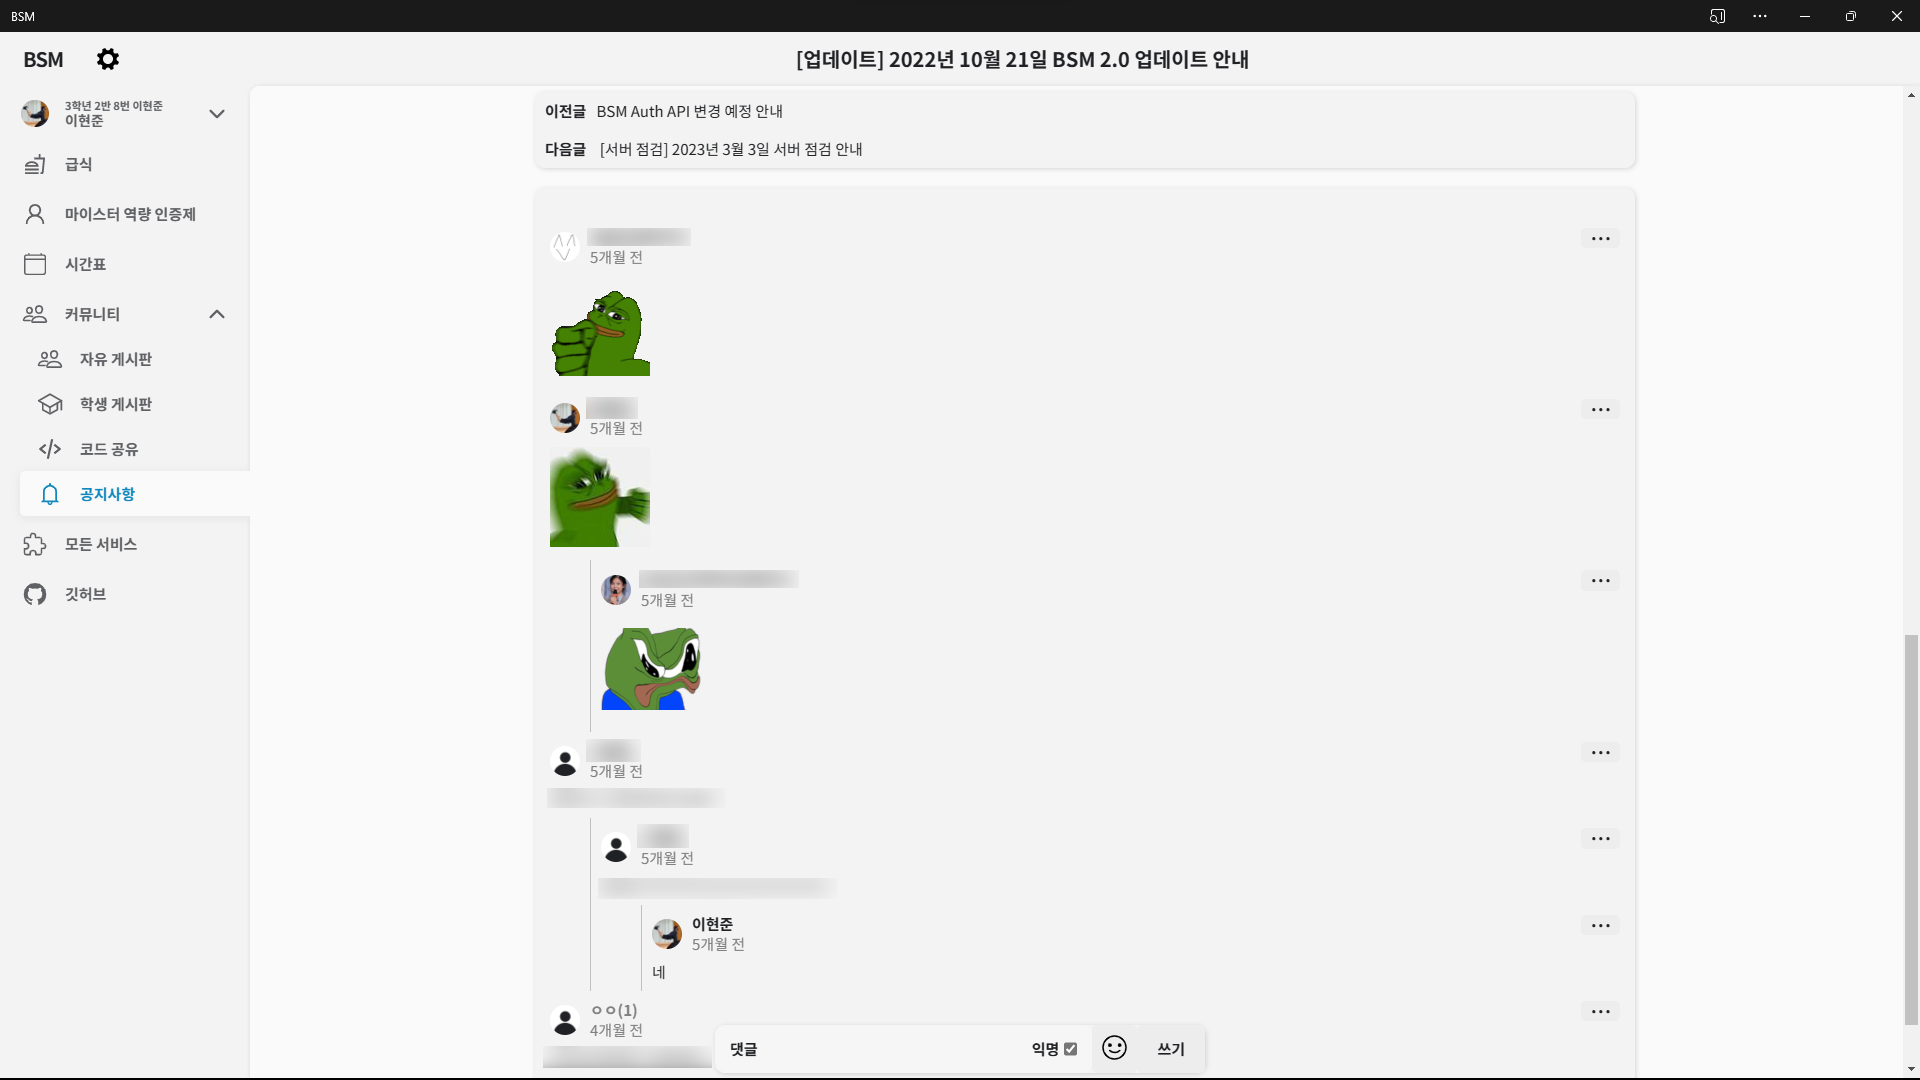 BSM
BSM
[업데이트] 2022년 10월 21일 BSM 2.0 업데이트 안내
3학년 2반 8번 이현준
이현준
급식
마이스터 역량 인증제
시간표
커뮤니티
자유 게시판
학생 게시판
코드 공유
공지사항
모든 서비스
깃허브
이전글 BSM Auth API 변경 예정 안내
다음글 [서버 점검] 2023년 3월 3일 서버 점검 안내
5개월 전
5개월 전
5개월 전
5개월 전
5개월 전
이현준
5개월 전
네
ㅇㅇ(1)
4개월 전
댓글
익명
쓰기